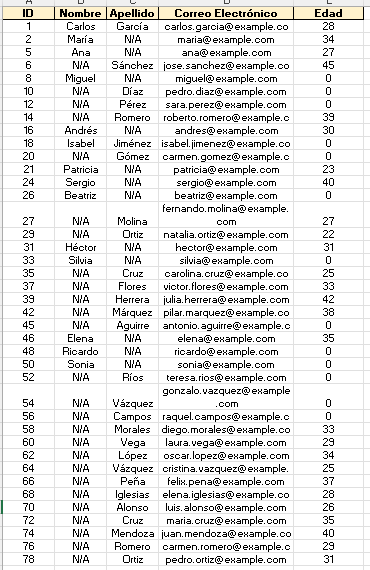 ID Nombre Apellido Correo Electrónico Edad
1 Carlos García carlos.garcia@example.co 28
2 María N/A maria@example.com 34
5 Ana N/A ana@example.com 27
6 N/A Sánchez jose.sanchez@example.co 45
8 Miguel N/A miguel@example.com 0
10 N/A Díaz pedro.diaz@example.com 0
12 N/A Pérez sara.perez@example.com 0
14 N/A Romero roberto.romero@example.c 39
16 Andrés N/A andres@example.com 30
18 Isabel Jiménez isabel.jimenez@example.co 0
20 N/A Gómez carmen.gomez@example.c 0
21 Patricia N/A patricia@example.com 23
24 Sergio N/A sergio@example.com 40
26 Beatriz N/A beatriz@example.com 0
fernando.molina@example.
27 N/A Molina com 27
29 N/A Ortiz natalia.ortiz@example.com 22
31 Héctor N/A hector@example.com 31
33 Silvia N/A silvia@example.com 0
35 N/A Cruz carolina.cruz@example.com 25
37 N/A Flores victor.flores@example.com 33
39 N/A Herrera julia.herrera@example.com 42
42 N/A Márquez pilar.marquez@example.com 38
45 N/A Aguirre antonio.aguirre@example.c 0
46 Elena N/A elena@example.com 35
48 Ricardo N/A ricardo@example.com 0
50 Sonia N/A sonia@example.com 0
52 N/A Ríos teresa.rios@example.com 0
gonzalo.vazquez@example
54 N/A Vázquez .com 0
56 N/A Campos raquel.campos@example.c 0
58 N/A Morales diego.morales@example.co 33
60 N/A Vega laura.vega@example.com 29
62 N/A López oscar.lopez@example.com 34
64 N/A Vázquez cristina.vazquez@example. 25
66 N/A Peña felix.pena@example.com 37
68 N/A Iglesias elena.iglesias@example.co 28
70 N/A Alonso luis.alonso@example.com 26
72 N/A Cruz maria.cruz@example.com 35
74 N/A Mendoza juan.mendoza@example.com 40
76 N/A Romero carmen.romero@example.c 29
78 N/A Ortiz pedro.ortiz@example.com 31